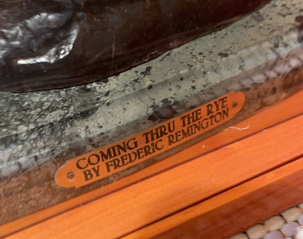 COMING THRU THE RYE
BY FREDERIC REMINGTON